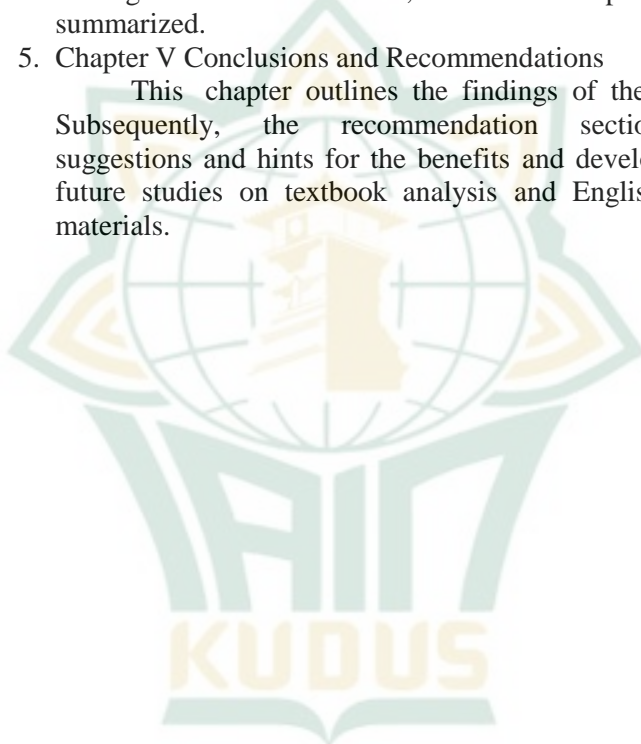 summarized.
5. Chapter V Conclusions and Recommendations
This chapter outlines the findings of the
Subsequently, the recommendation
suggestions and hints for the benefits and
future studies on textbook analysis and
materials.
IAIN
KUDUS